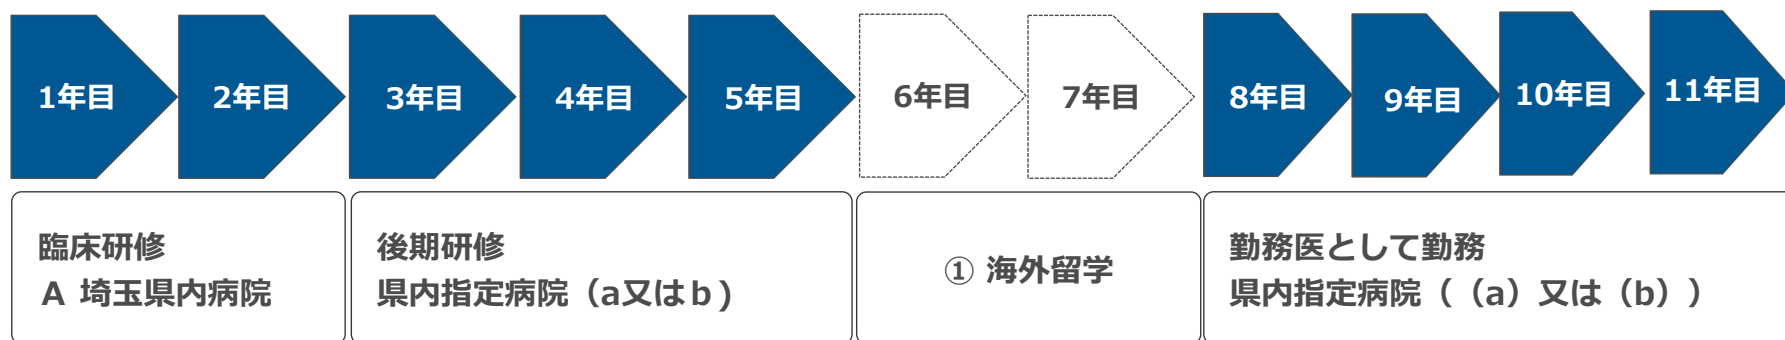 1年目
2年目
3年目
4年目
5年目
6年目
7年目
8年目
9年目
10年目
11年目
臨床研修
A 埼玉県内病院
後期研修
県内指定病院（a又はｂ)
① 海外留学
勤務医として勤務
県内指定病院（（a）又は（b））